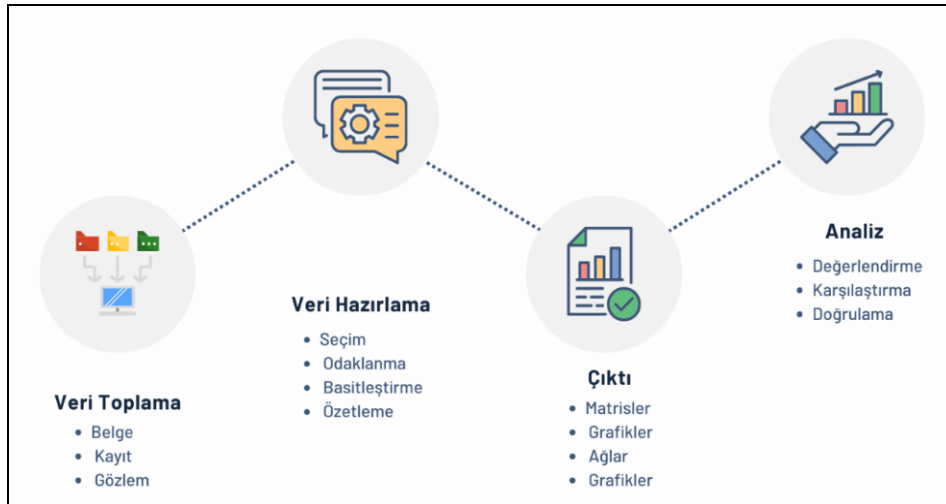 Veri Toplama
Belge
Kayıt
Gözlem
Veri Hazırlama
Seçim
Odaklanma
Basitleştirme
Özetleme
Çıktı
Matrisler
Grafikler
Ağlar
Grafikler
Analiz
Değerlendirme
Karşılaştırma
Doğrulama